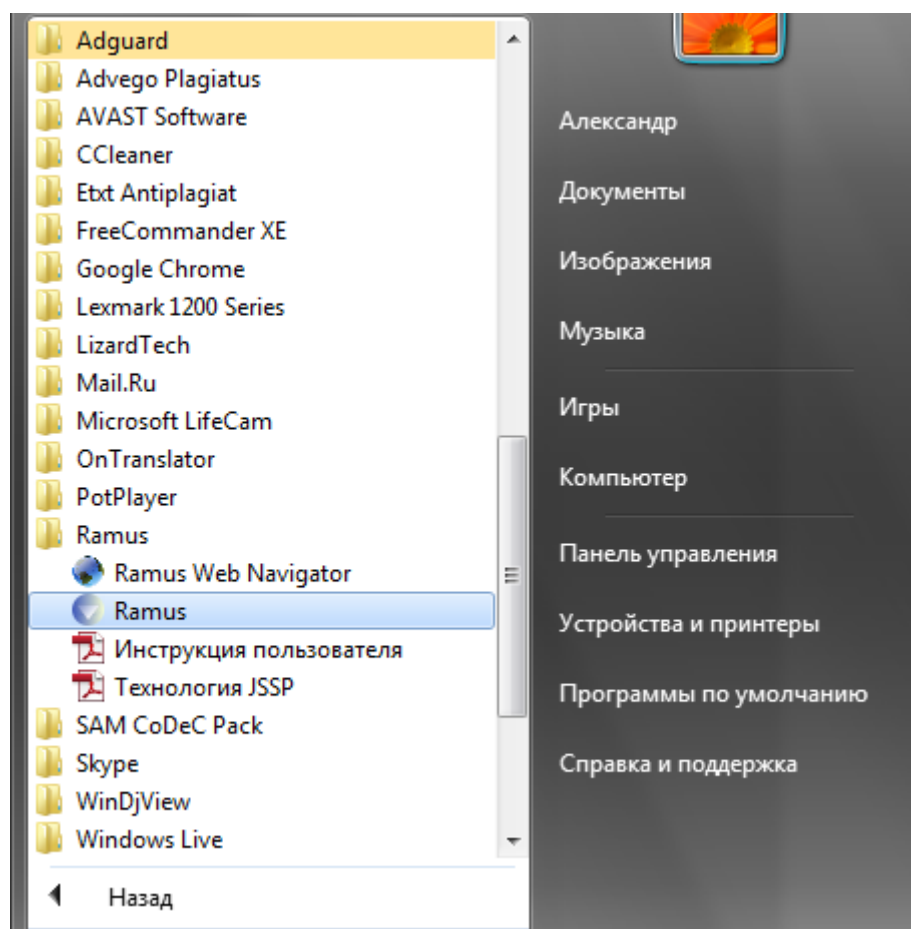 Adguard
Advego Plagiatus
AVAST Software
CCleaner
Etxt Antiplagiat
FreeCommander XE
Google Chrome
Lexmark 1200 Series
LizardTech
Mail.Ru
Microsoft LifeCam
OnTranslator
PotPlayer
Ramus
Ramus Web Navigator
Ramus
Инструкция пользователя
Технология JSSP
SAM CoDeC Pack
Skype
WinDjView
Windows Live
Назад
Александр
Документы
Изображения
Музыка
Игры
Компьютер
Панель управления
Устройства и принтеры
Программы по умолчанию
Справка и поддержка